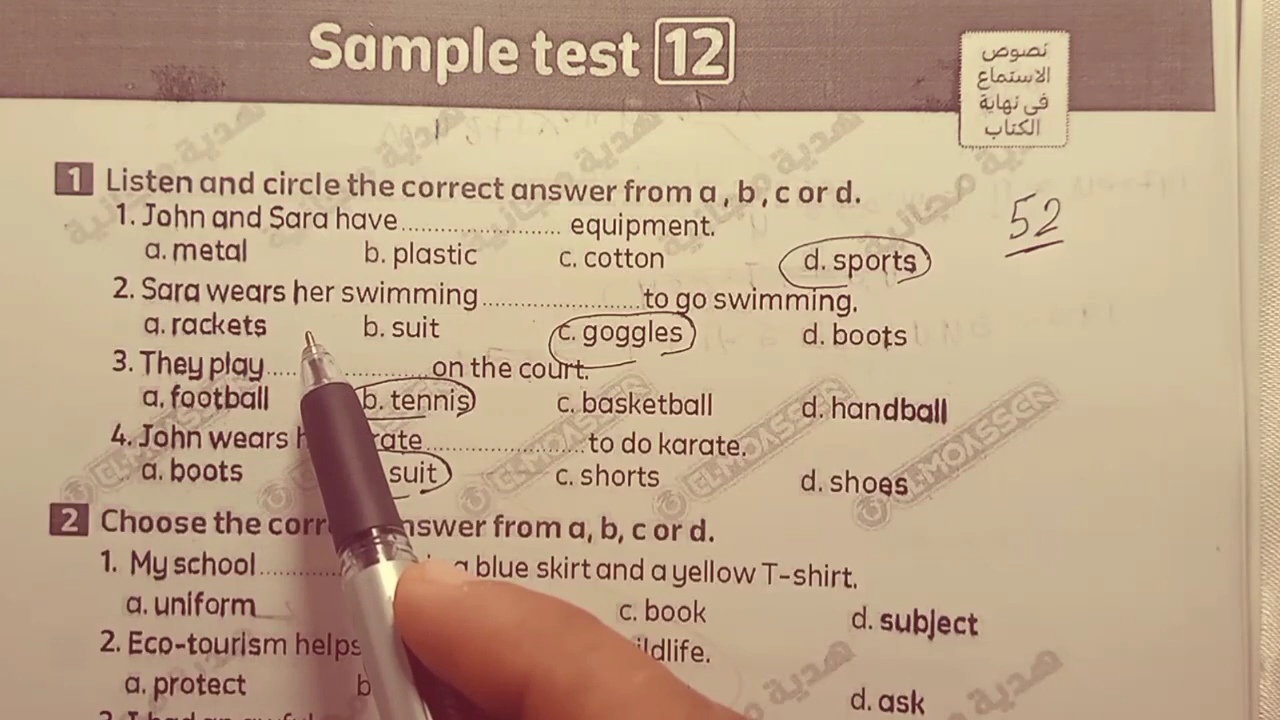 Sample test 12
نصوص
الاستماع
فى نهاية
الكتاب
52
1 Listen and circle the correct answer from a , b , c or d.
1. John and Sara have...................... equipment.
a. metal b. plastic c. cotton d. sports
2. Sara wears her swimming......................to go swimming.
a. rackets b. suit c. goggles d. boots
3. They play...................... on the court.
a. football b. tennis c. basketball d. handball
4. John wears ......................to do karate.
a. boots suit c. shorts d. shoes
2 Choose the answer from a, b, c or d.
1. My school............ a blue skirt and a yellow T-shirt.
a. uniform c. book d. subject
2. Eco-tourism helps
a. protect b d. ask
هدية مجانية
ELMOASSER